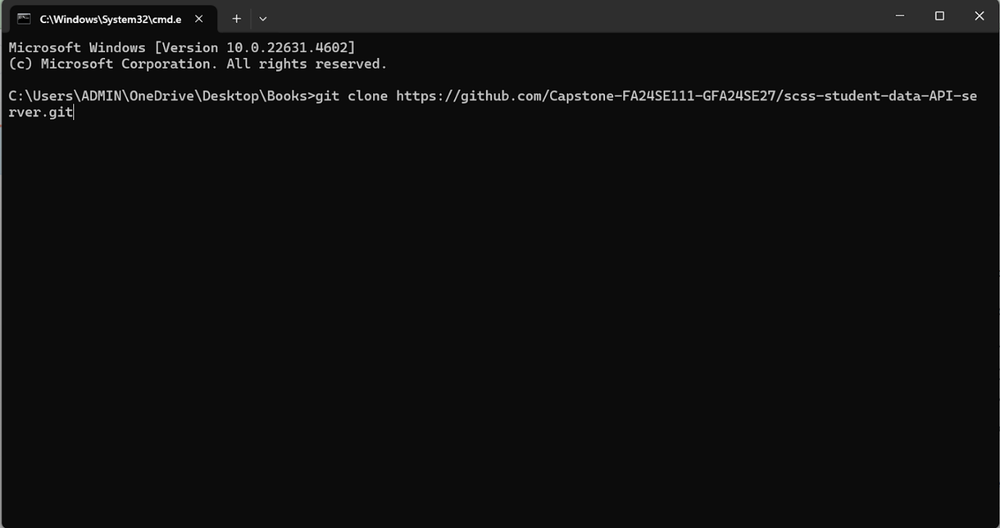 C:\Windows\System32\cmd.e
Microsoft Windows [Version 10.0.22631.4602]
(c) Microsoft Corporation. All rights reserved.
C:\Users\ADMIN\OneDrive\Desktop\Books>git clone https://github.com/Capstone-FA24SE111-GFA24SE27/scss-student-data-API-se
rver.git